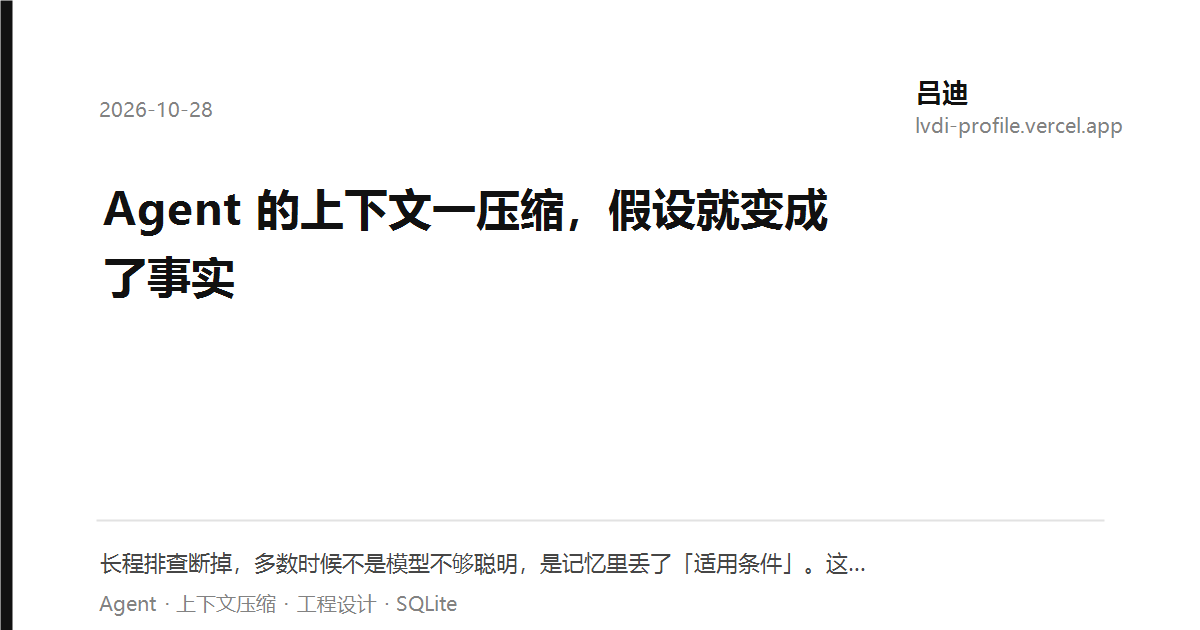 2026-10-28
吕迪
lvdi-profile.vercel.app
Agent 的上下文一压缩，假设就变成
了事实
长程排查断掉，多数时候不是模型不够聪明，是记忆里丢了「适用条件」。这...
Agent · 上下文压缩 · 工程设计 · SQLite